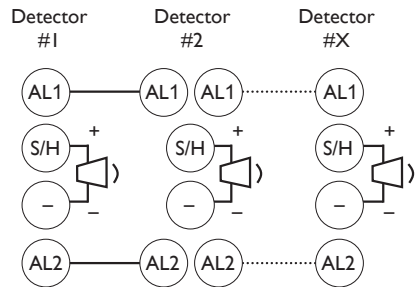 Detector Detector Detector
#1 #2 #X
AL1 AL1 AL1 AL1
+ + +
S/H S/H S/H
– – –
– – –
AL2 AL2 AL2 AL2